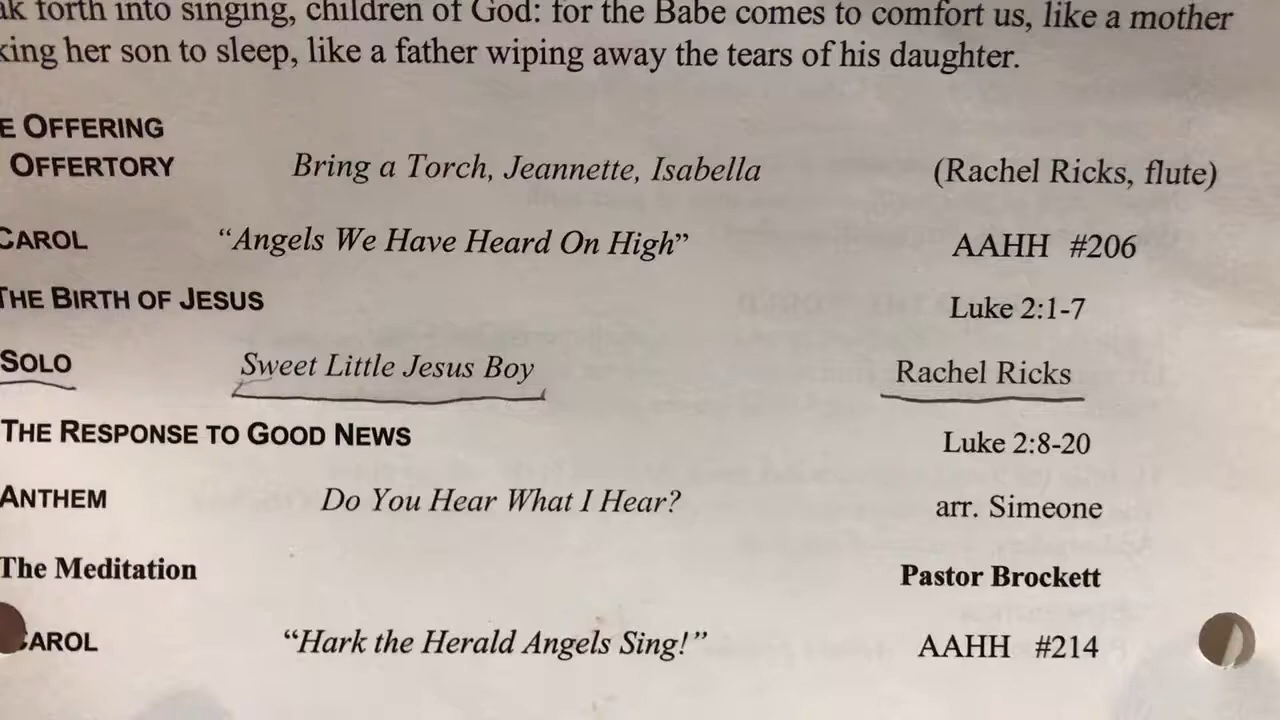 forth into singing, children of God: for the Babe comes to comfort us, like a mother
her son to sleep, like a father wiping away the tears of his daughter.
OFFERING
OFFERTORY Bring a Torch, Jeannette, Isabella (Rachel Ricks, flute)
CAROL “Angels We Have Heard On High” AAHH #206
THE BIRTH OF JESUS Luke 2:1-7
SOLO Sweet Little Jesus Boy Rachel Ricks
THE RESPONSE TO GOOD NEWS Luke 2:8-20
ANTHEM Do You Hear What I Hear? arr. Simeone
The Meditation Pastor Brockett
CAROL “Hark the Herald Angels Sing!” AAHH #214